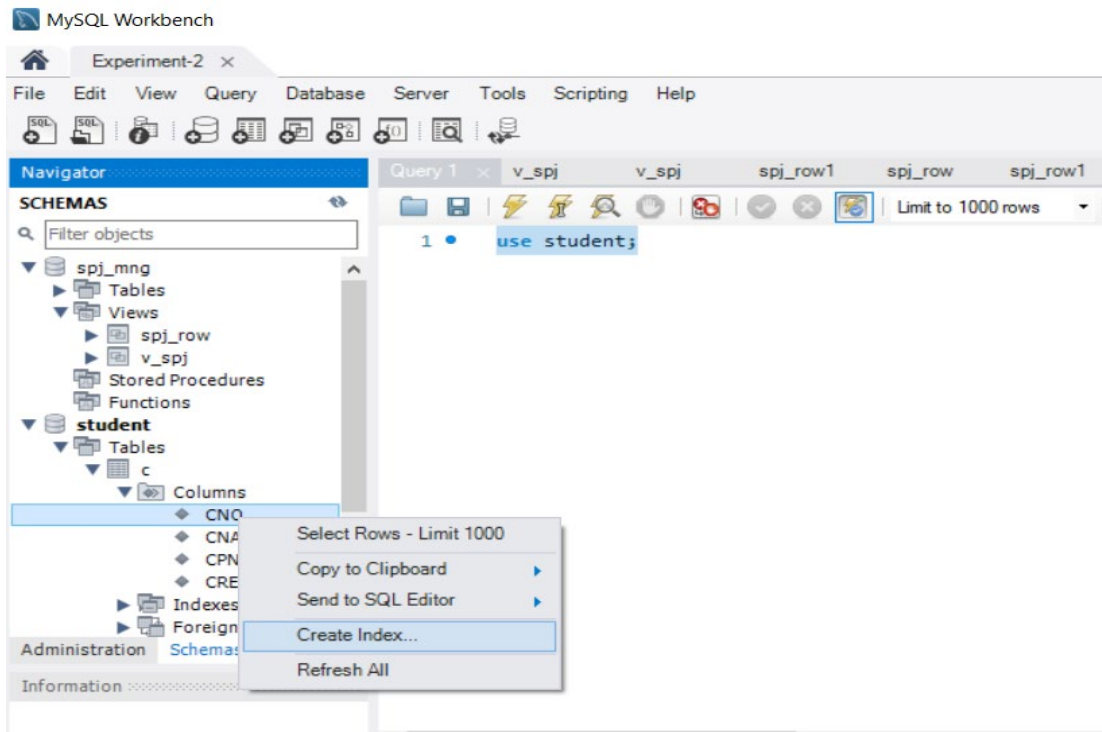 MySQL Workbench
Experiment-2 ×
File Edit View Query Database Server Tools Scripting Help
Navigator
SCHEMAS
Filter objects
spj_mng
Tables
Views
spj_row
v_spj
Stored Procedures
Functions
student
Tables
c
Columns
CNO
CNA
CPN
CRE
Indexes
Foreign
Administration Schemas
Information
Query 1 × v_spj v_spj spj_row1 spj_row spj_row1
Limit to 1000 rows
1 use student;
Select Rows - Limit 1000
Copy to Clipboard
Send to SQL Editor
Create Index...
Refresh All